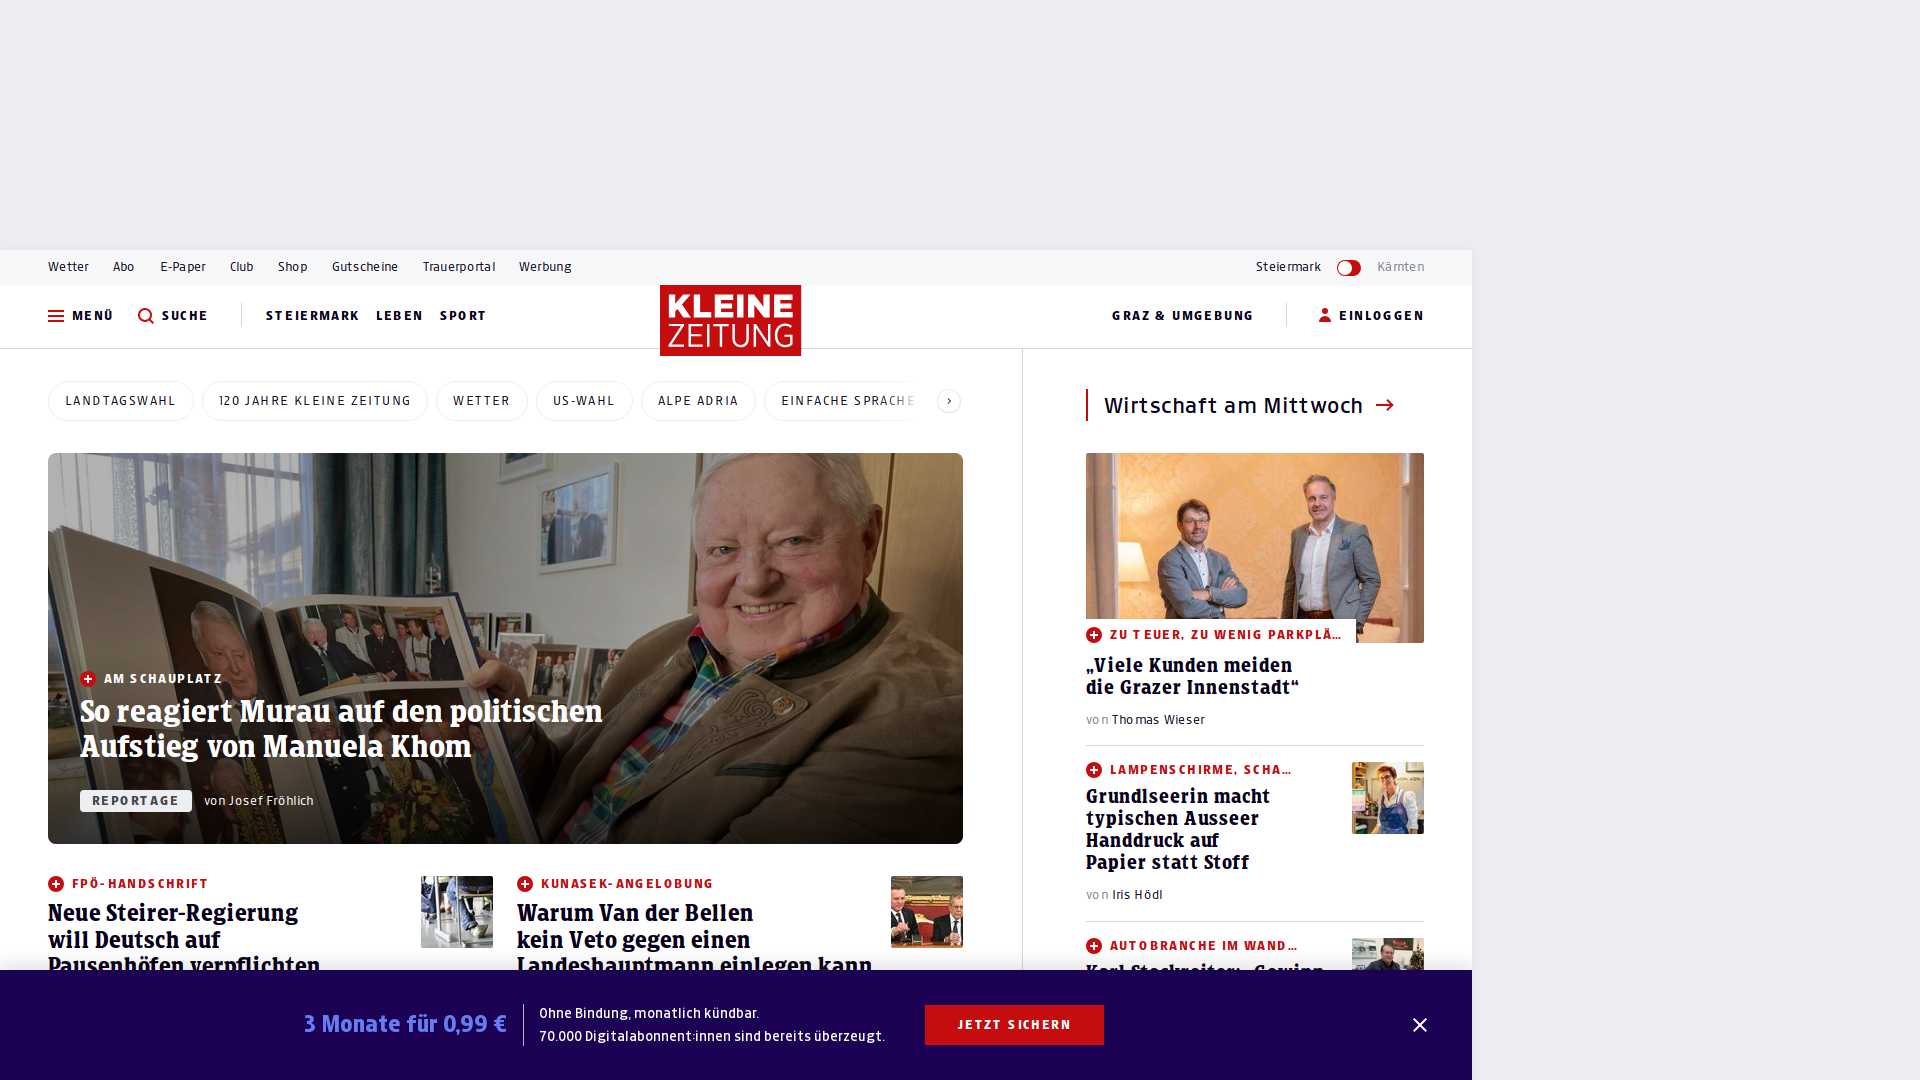 Wetter Abo E-Paper Club Shop Gutscheine Trauerportal Werbung Steiermark Kärnten
MENÜ SUCHE STEIERMARK LEBEN SPORT
KLEINE
ZEITUNG
GRAZ & UMGEBUNG EINLOGGEN
LANDTAGSWAHL 120 JAHRE KLEINE ZEITUNG WETTER US-WAHL ALPE ADRIA EINFACHE SPRACHE
AM SCHAUPLATZ
So reagiert Murau auf den politischen
Aufstieg von Manuela Khom
REPORTAGE von Josef Fröhlich
FPÖ-HANDSCHRIFT
Neue Steirer-Regierung
will Deutsch auf
Pausenhöfen verpflichten
KUNASEK-ANGELOBUNG
Warum Van der Bellen
kein Veto gegen einen
Landeshauptmann einlegen kann
Wirtschaft am Mittwoch
ZU TEUER, ZU WENIG PARKPLÄ...
„Viele Kunden meiden
die Grazer Innenstadt“
von Thomas Wieser
LAMPENSCHIRME, SCHA...
Grundlseerin macht
typischen Ausseer
Handdruck auf
Papier statt Stoff
von Iris Hödl
AUTOBRANCHE IM WAND...
3 Monate für 0,99 €
Ohne Bindung, monatlich kündbar.
70.000 Digitalabonnent:innen sind bereits überzeugt.
JETZT SICHERN